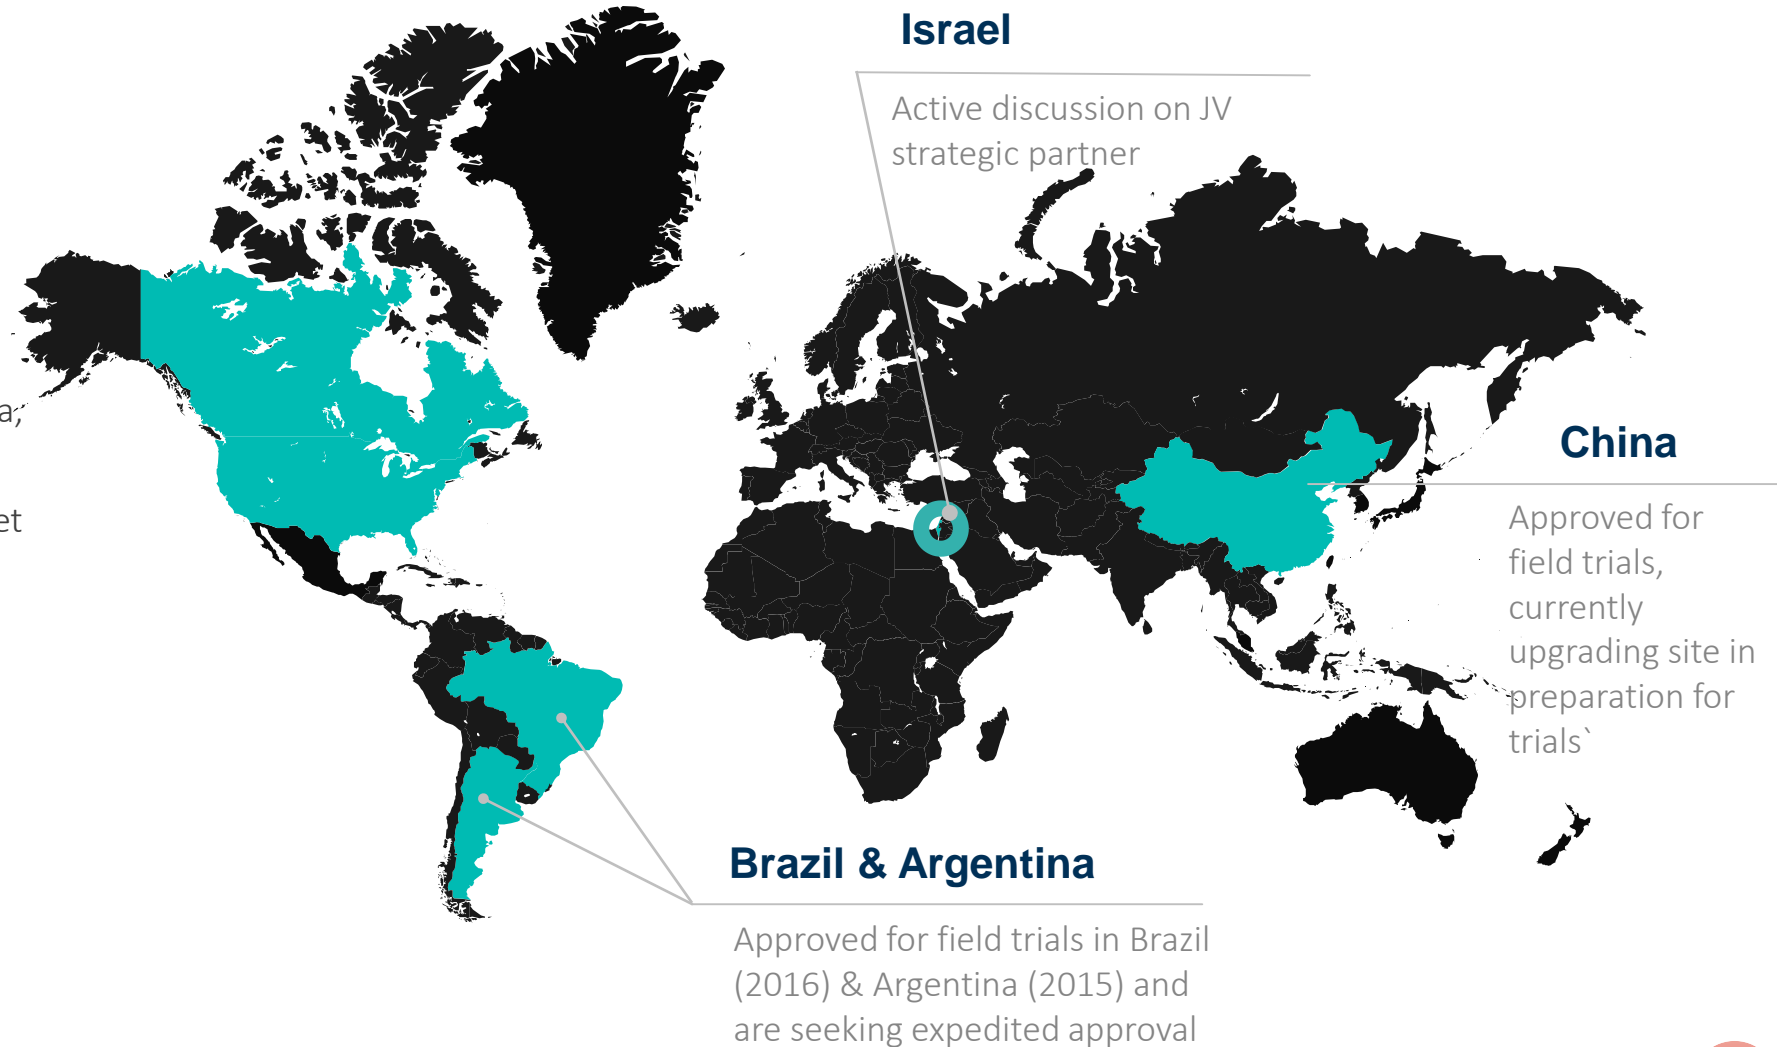 Israel
Active discussion on JV
strategic partner
a,
et
China
Approved for
field trials,
currently
upgrading site in
preparation for
trials`
Brazil & Argentina
Approved for field trials in Brazil
(2016) & Argentina (2015) and
are seeking expedited approval